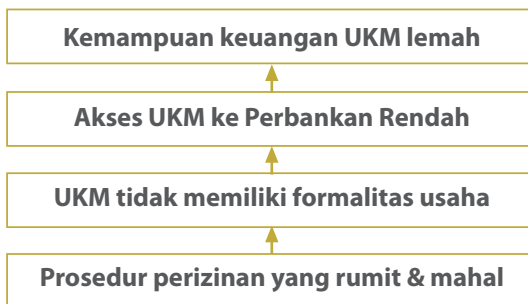 Kemampuan keuangan UKM lemah
Akses UKM ke Perbankan Rendah
UKM tidak memiliki formalitas usaha
Prosedur perizinan yang rumit & mahal